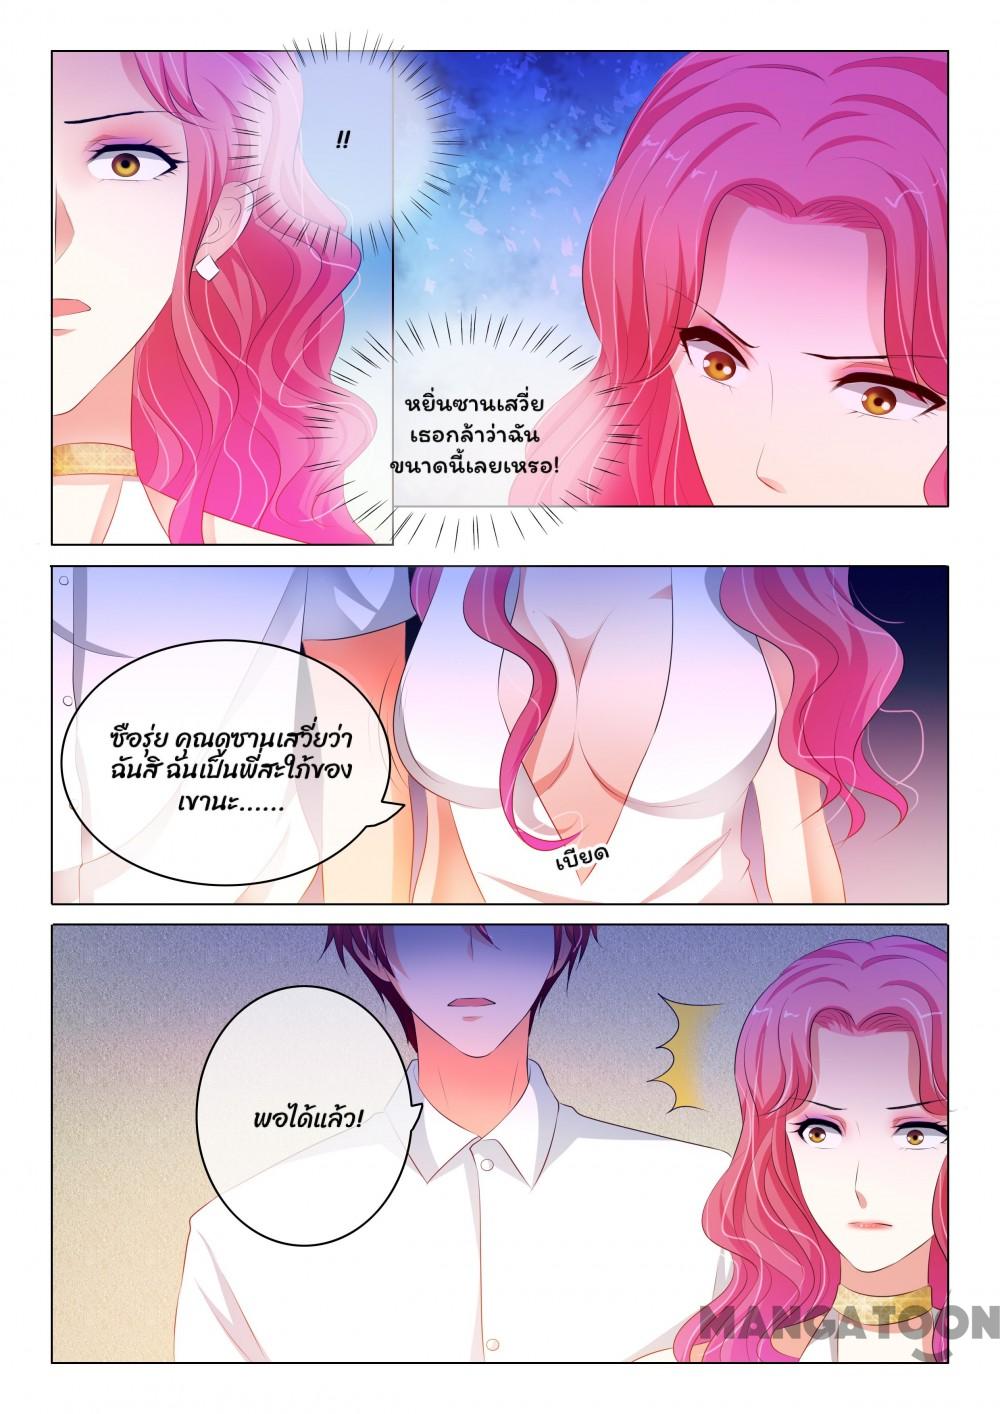 !!
หยิ่นซานเสวี่ย
เธอกล้าว่าฉัน
ขนาดนี้เลยเหรอ!
ซือรุ่ย คุณดูซานเสวี่ยว่า
ฉันสิ ฉันเป็นพี่สะใภ้ของ
เขานะ......
เบียด
พอได้แล้ว!
MANGATOON